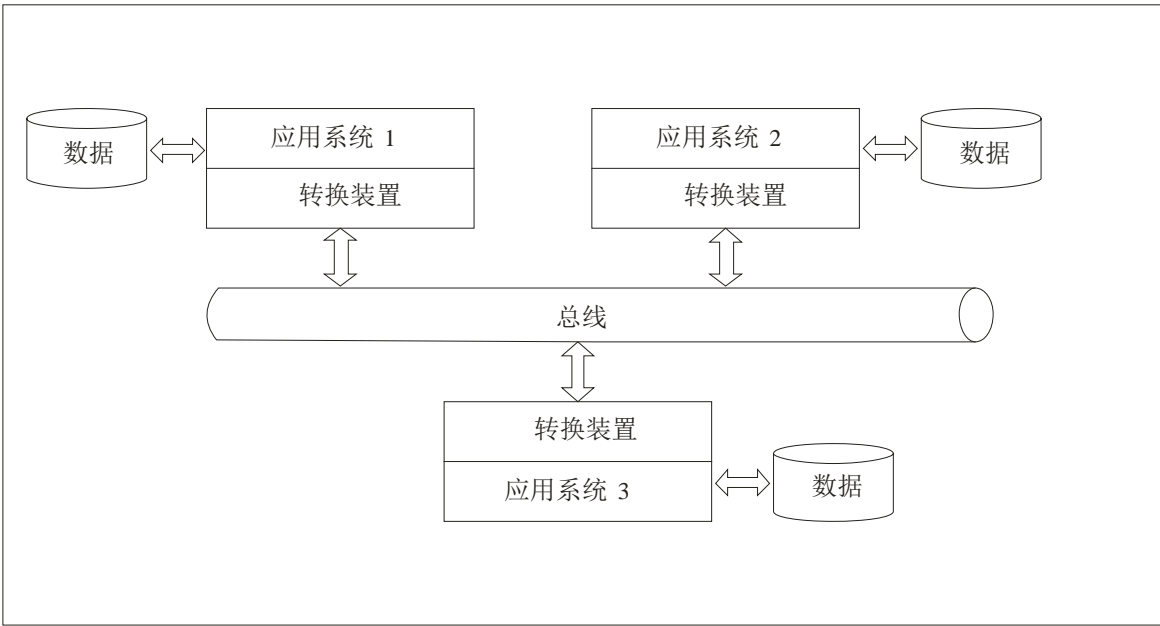 应用系统 1
应用系统 2
数据
数据
转换装置
转换装置
总线
转换装置
应用系统 3
数据